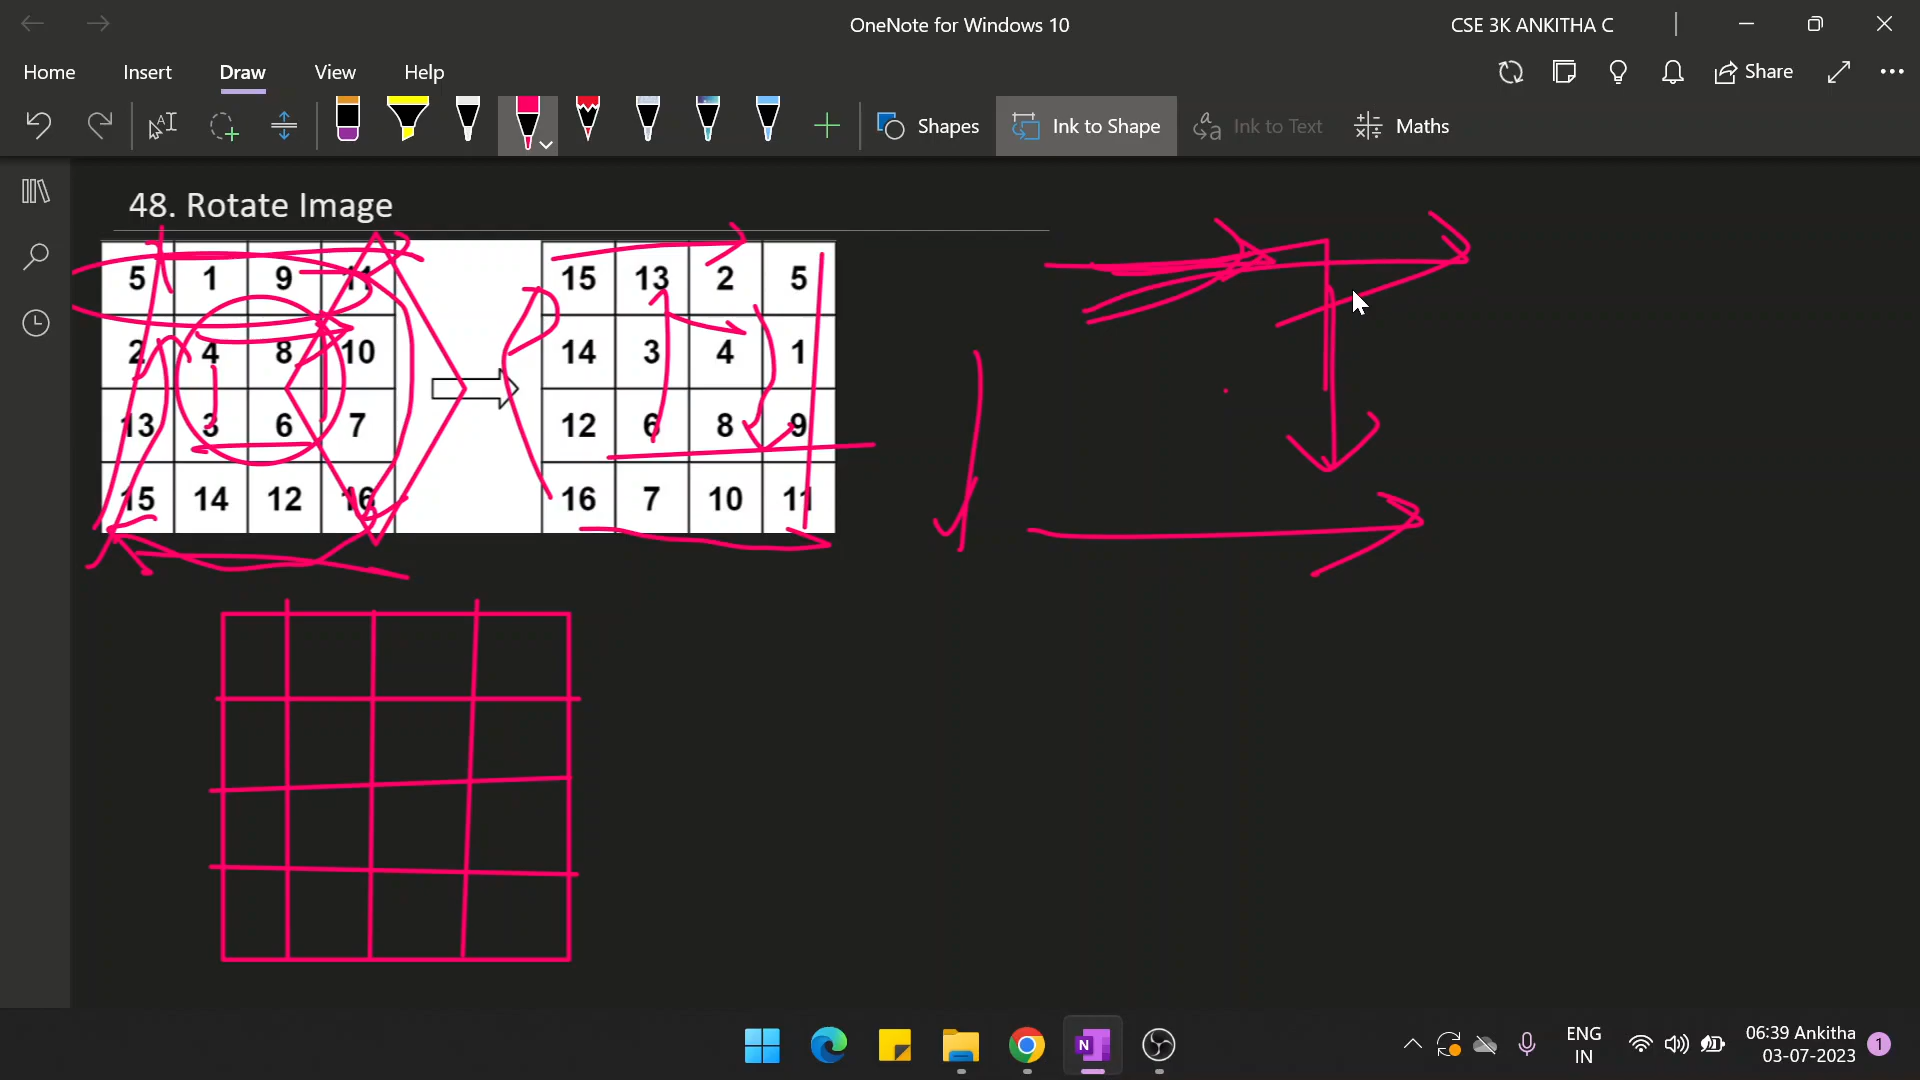 OneNote for Windows 10
CSE 3K ANKITHA C
Home Insert Draw View Help
Share
Shapes
Ink to Shape
Ink to Text
Maths
48. Rotate Image
5 1 9 11 15 13 2 5
2 4 8 10 14 3 4 1
13 3 6 7 12 6 8 9
15 14 12 16 16 7 10 11
ENG
IN
06:39 Ankitha
03-07-2023
1